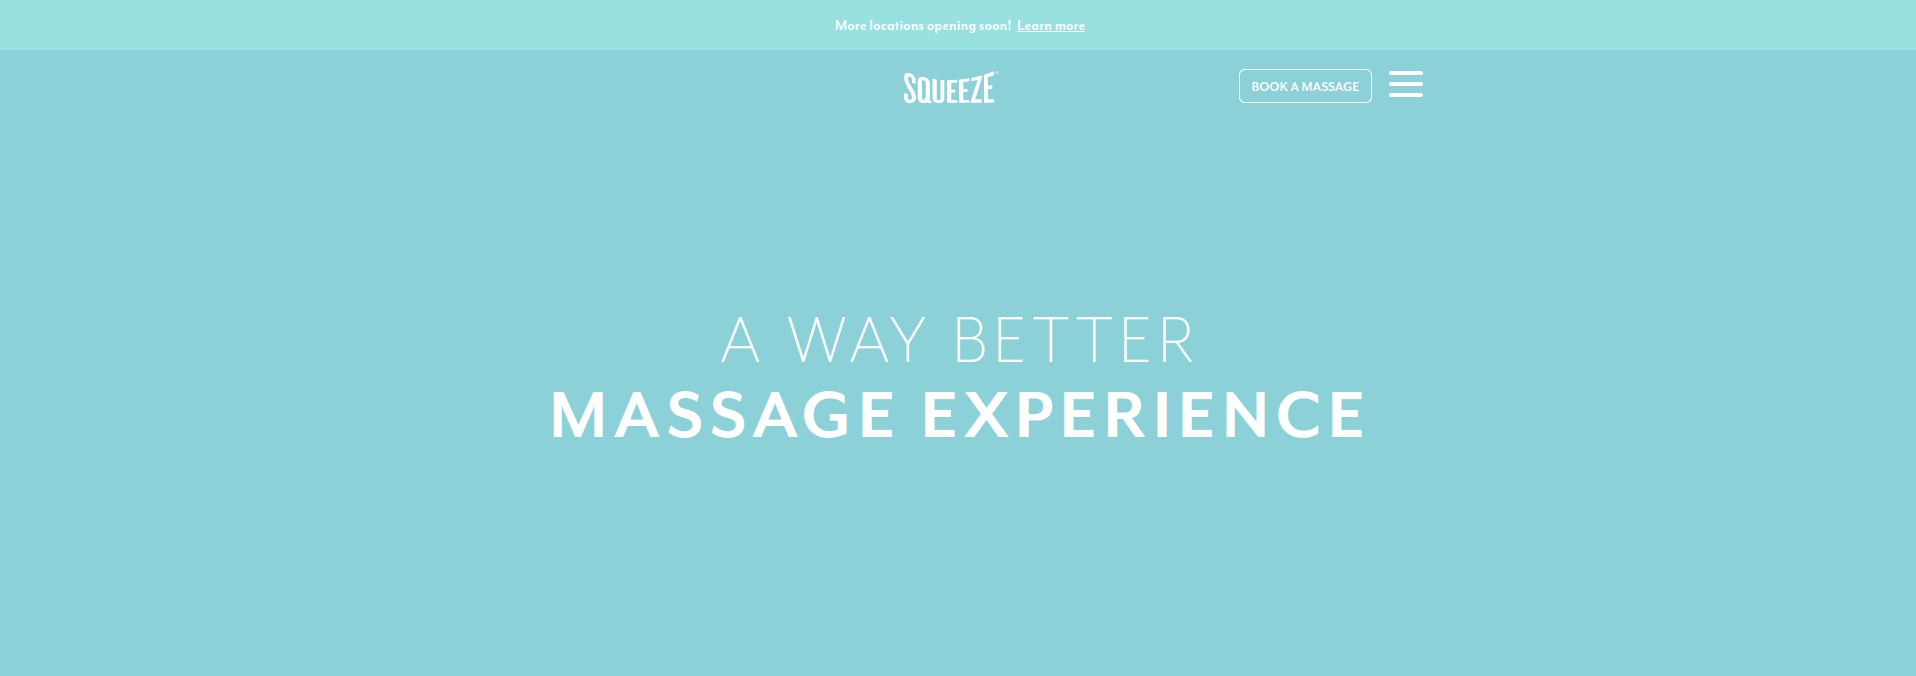 More locations opening soon! Learn more
SQUEEZE®
BOOK A MASSAGE
A WAY BETTER
MASSAGE EXPERIENCE